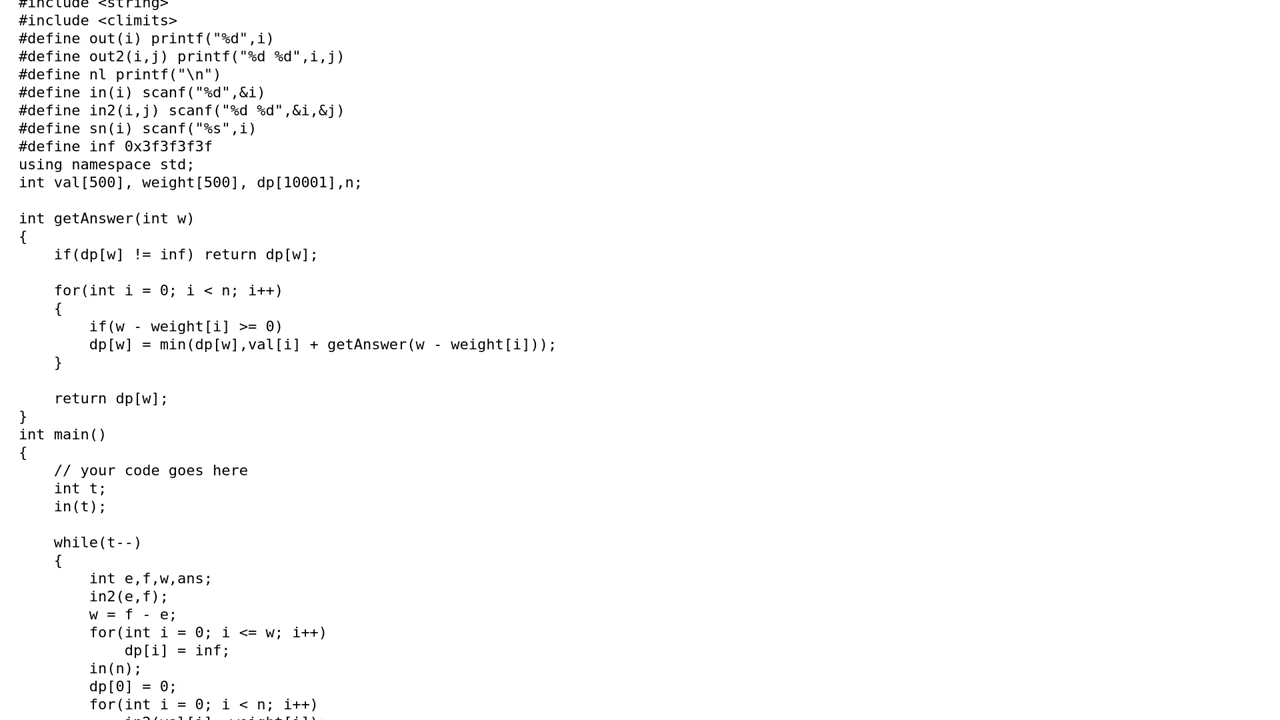 #include <string>
#include <climits>
#define out(i) printf("%d",i)
#define out2(i,j) printf("%d %d",i,j)
#define nl printf("\n")
#define in(i) scanf("%d",&i)
#define in2(i,j) scanf("%d %d",&i,&j)
#define sn(i) scanf("%s",i)
#define inf 0x3f3f3f3f
using namespace std;
int val[500], weight[500], dp[10001],n;

int getAnswer(int w)
{
    if(dp[w] != inf) return dp[w];

    for(int i = 0; i < n; i++)
    {
        if(w - weight[i] >= 0)
        dp[w] = min(dp[w],val[i] + getAnswer(w - weight[i]));
    }

    return dp[w];
}
int main()
{
    // your code goes here
    int t;
    in(t);

    while(t--)
    {
        int e,f,w,ans;
        in2(e,f);
        w = f - e;
        for(int i = 0; i <= w; i++)
            dp[i] = inf;
        in(n);
        dp[0] = 0;
        for(int i = 0; i < n; i++)
            in2(val[i], weight[i]);